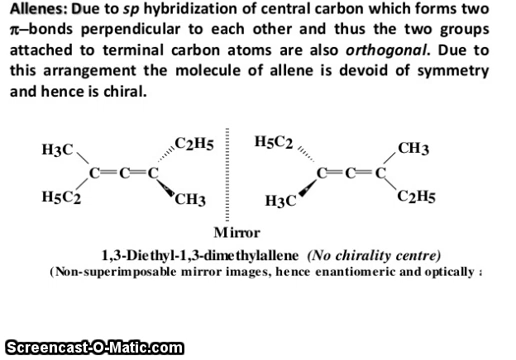 Allenes: Due to sp hybridization of central carbon which forms two
π–bonds perpendicular to each other and thus the two groups
attached to terminal carbon atoms are also orthogonal. Due to
this arrangement the molecule of allene is devoid of symmetry
and hence is chiral.
H3C C2H5 H5C2 CH3
C=C=C C=C=C
H5C2 CH3 H3C C2H5
Mirror
1,3-Diethyl-1,3-dimethylallene (No chirality centre)
(Non-superimposable mirror images, hence enantiomeric and optically :
Screencast-O-Matic.com